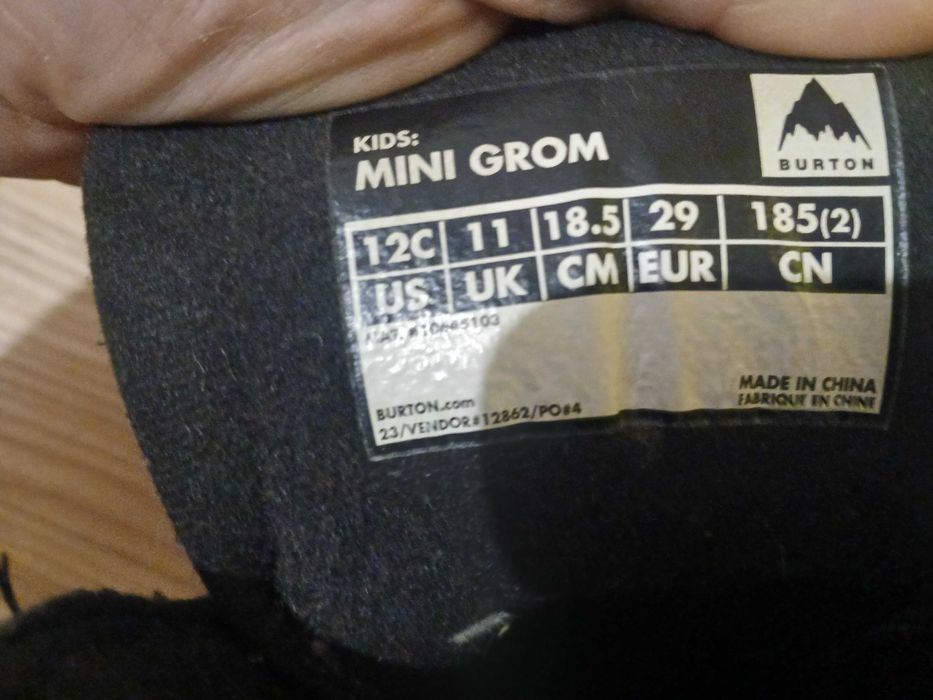 KIDS:
MINI GROM
BURTON
12C 11 18.5 29 185(2)
US UK CM EUR CN
BURTON.com
23/VENDOR#12862/PO#4
MADE IN CHINA
FABRIQUE EN CHINE